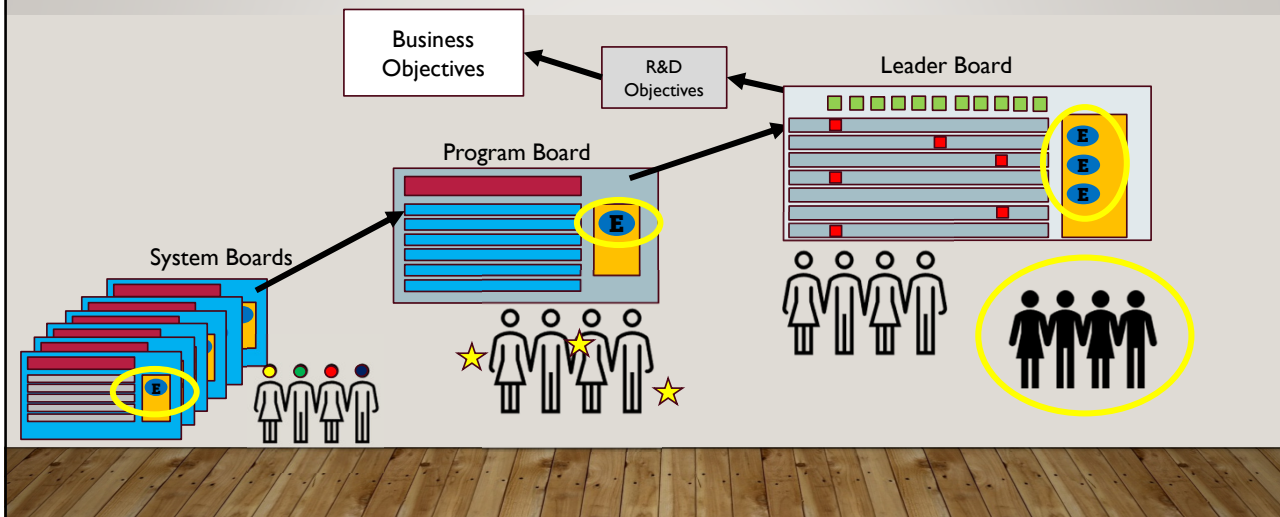 Business
Objectives
R&D
Objectives
Leader Board
E
E
E
Program Board
E
System Boards
E